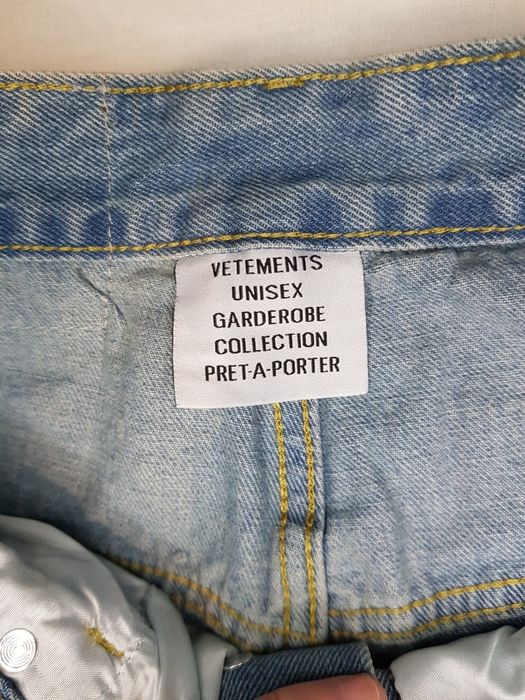 VETEMENTS
UNISEX
GARDEROBE
COLLECTION
PRET-A-PORTER